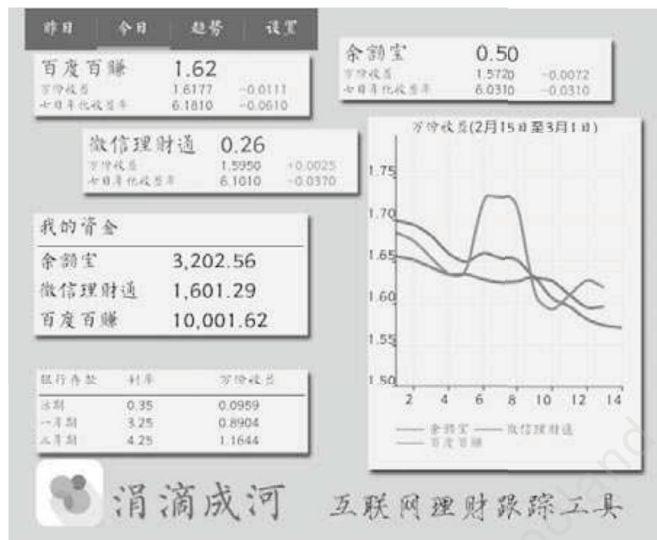 昨日 今日 趋势 设置
百度百赚 1.62
万份收益 1.6177 -0.0111
七日年化收益率 6.1810 -0.0610
余额宝 0.50
万份收益 1.5720 -0.0072
七日年化收益率 6.0310 -0.0310
微信理财通 0.26
万份收益 1.5950 +0.0025
七日年化收益率 6.1010 -0.0370
我的资金
余额宝 3,202.56
微信理财通 1,601.29
百度百赚 10,001.62
银行存款 利率 万份收益
活期 0.35 0.0959
一年期 3.25 0.8904
三年期 4.25 1.1644
万份收益(2月15日至3月1日)
1.75
1.70
1.65
1.60
1.55
1.50
2 4 6 8 10 12 14
余额宝 微信理财通
百度百赚
涓滴成河 互联网理财跟踪工具